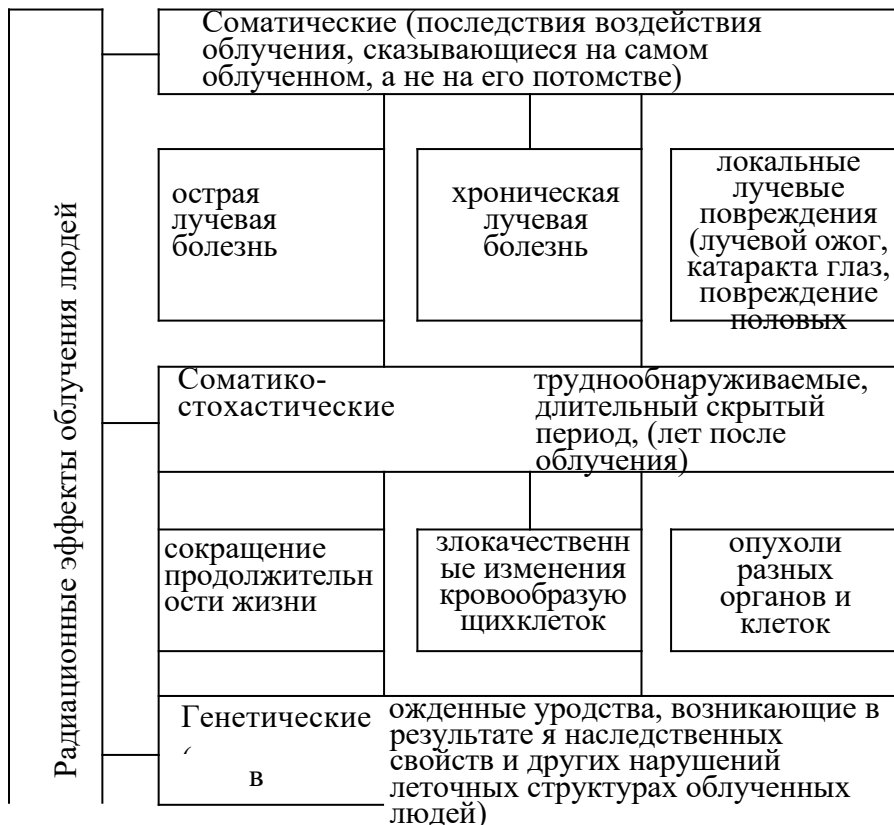 Радиационные эффекты облучения людей
Соматические (последствия воздействия
облучения, сказывающиеся на самом
облученном, а не на его потомстве)
острая
лучевая
болезнь
хроническая
лучевая
болезнь
локальные
лучевые
повреждения
(лучевой ожог,
катаракта глаз,
повреждение
половых
Соматико-
стохастические
труднообнаруживаемые,
длительный скрытый
период, (лет после
облучения)
сокращение
продолжительн
ости жизни
злокачественн
ые изменения
кровообразую
щихклеток
опухоли
разных
органов и
клеток
Генетические
(
в
ожденные уродства, возникающие в
результате я наследственных
свойств и других нарушений
леточных структурах облученных
людей)